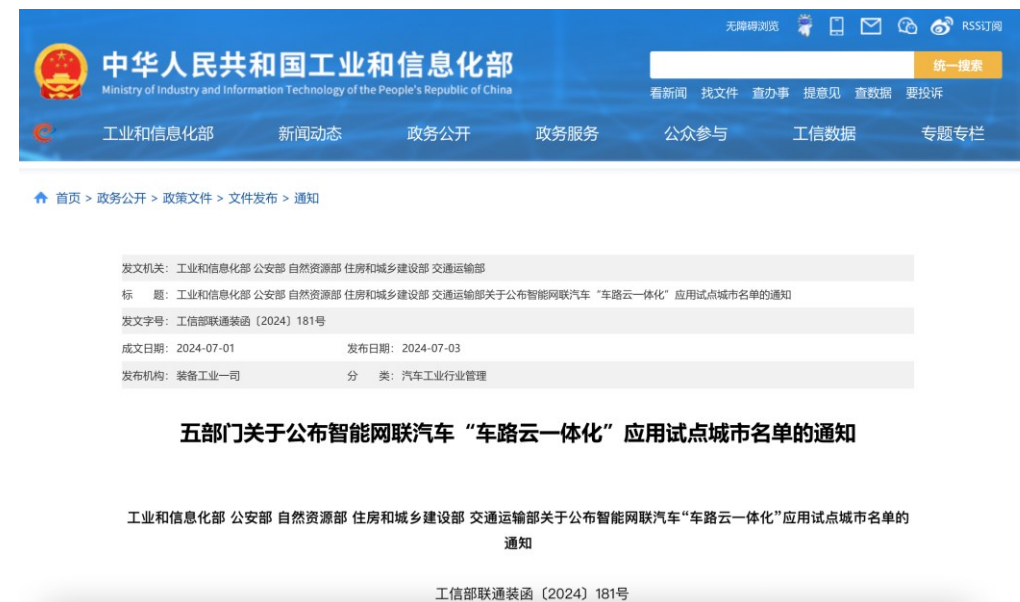 无障碍浏览 RSS订阅
中华人民共和国工业和信息化部
Ministry of Industry and Information Technology of the People's Republic of China
统一搜索
看新闻 找文件 查办事 提意见 查数据 要投诉
工业和信息化部 新闻动态 政务公开 政务服务 公众参与 工信数据 专题专栏
首页 > 政务公开 > 政策文件 > 文件发布 > 通知
发文机关： 工业和信息化部 公安部 自然资源部 住房和城乡建设部 交通运输部
标 题： 工业和信息化部 公安部 自然资源部 住房和城乡建设部 交通运输部关于公布智能网联汽车“车路云一体化”应用试点城市名单的通知
发文字号： 工信部联通装函〔2024〕181号
成文日期： 2024-07-01 发布日期： 2024-07-03
发布机构： 装备工业一司 分 类： 汽车工业行业管理
五部门关于公布智能网联汽车“车路云一体化”应用试点城市名单的通知
工业和信息化部 公安部 自然资源部 住房和城乡建设部 交通运输部关于公布智能网联汽车“车路云一体化”应用试点城市名单的
通知
工信部联通装函〔2024〕181号